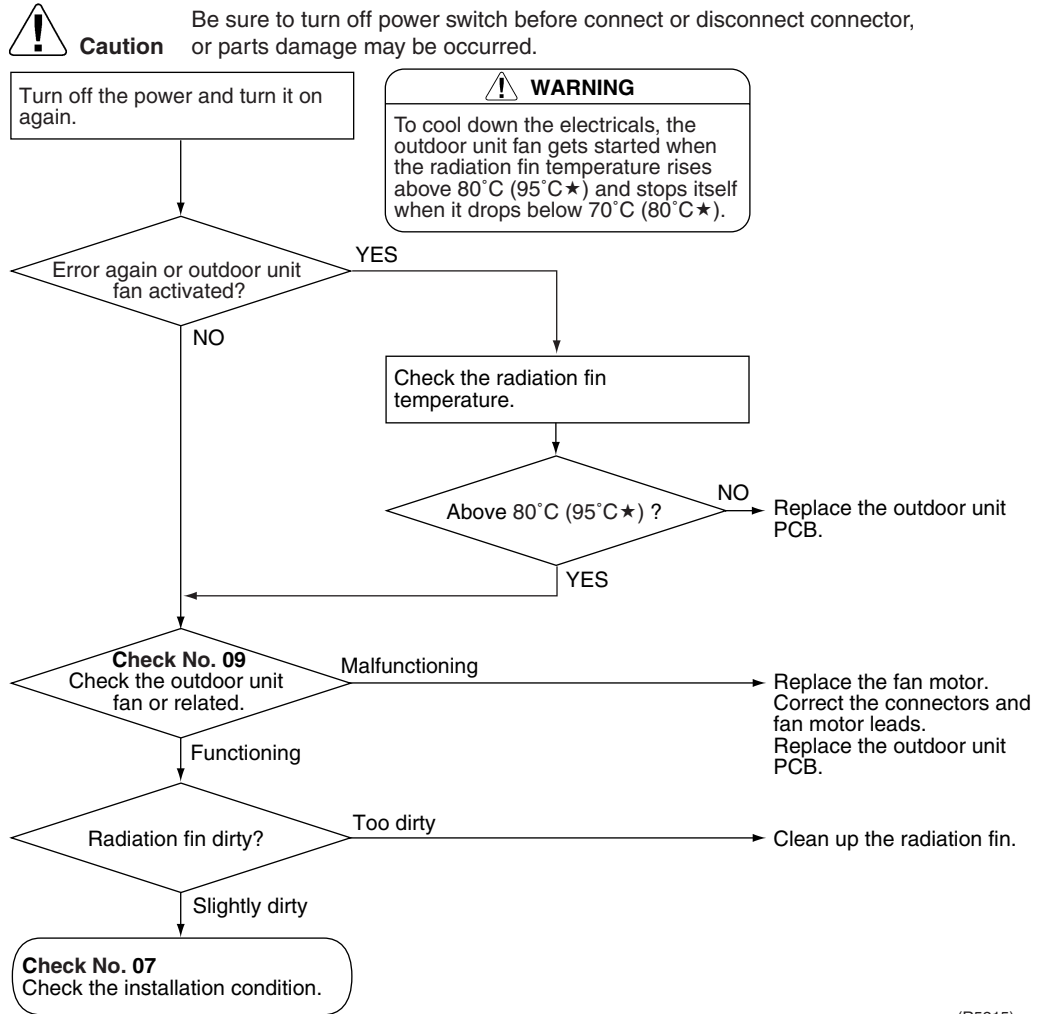 Be sure to turn off power switch before connect or disconnect connector,
Caution or parts damage may be occurred.
Turn off the power and turn it on
again.
WARNING
To cool down the electricals, the
outdoor unit fan gets started when
the radiation fin temperature rises
above 80˚C (95˚C★) and stops itself
when it drops below 70˚C (80˚C★).
Error again or outdoor unit
fan activated?
YES
NO
Check the radiation fin
temperature.
Above 80˚C (95˚C★) ?
NO
Replace the outdoor unit
PCB.
YES
Check No. 09
Check the outdoor unit
fan or related.
Malfunctioning
Replace the fan motor.
Correct the connectors and
fan motor leads.
Replace the outdoor unit
PCB.
Functioning
Radiation fin dirty?
Too dirty
Clean up the radiation fin.
Slightly dirty
Check No. 07
Check the installation condition.